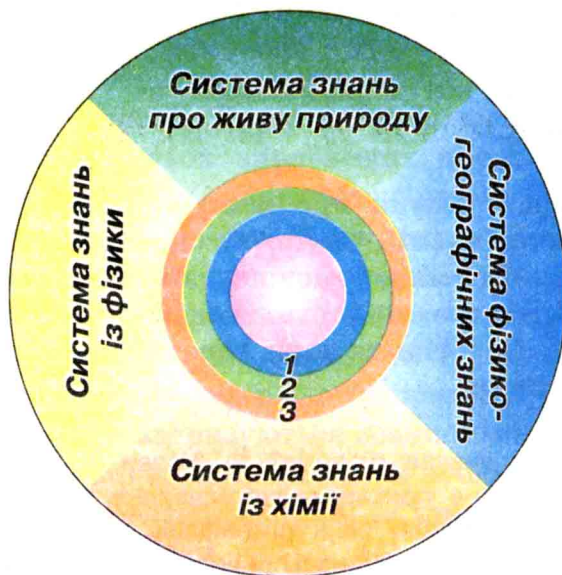 Система знань
про живу природу
Система знань
із фізики
Система фізико-
географічних знань
1
2
3
Система знань
із хімії